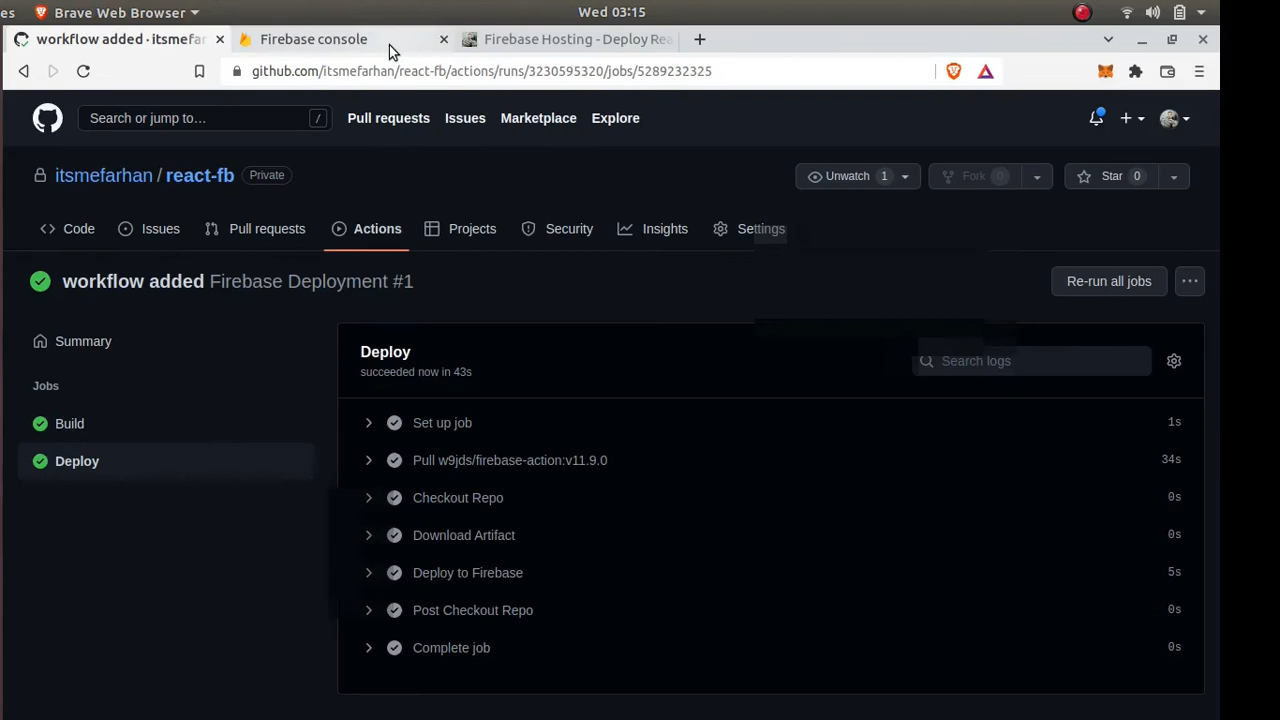 es Brave Web Browser Wed 03:15
workflow added · itsmefar Firebase console Firebase Hosting - Deploy Rea
github.com/itsmefarhan/react-fb/actions/runs/3230595320/jobs/5289232325
Search or jump to… / Pull requests Issues Marketplace Explore
itsmefarhan / react-fb Private Unwatch 1 Fork 0 Star 0
Code Issues Pull requests Actions Projects Security Insights Settings
workflow added Firebase Deployment #1 Re-run all jobs
Summary
Jobs
Build
Deploy
Deploy
succeeded now in 43s
Search logs
Set up job 1s
Pull w9jds/firebase-action:v11.9.0 34s
Checkout Repo 0s
Download Artifact 0s
Deploy to Firebase 5s
Post Checkout Repo 0s
Complete job 0s